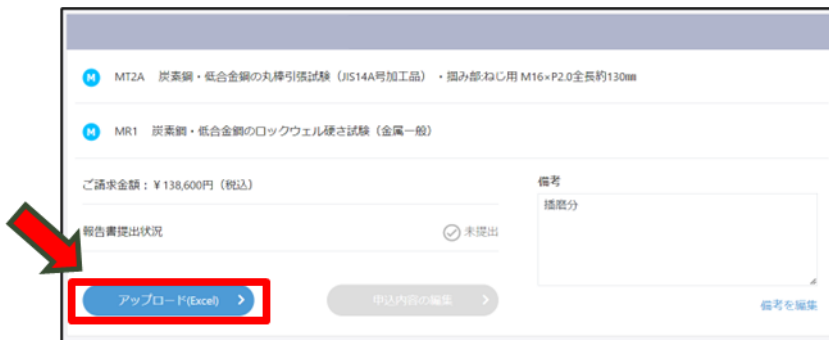 M MT2A 炭素鋼・低合金鋼の丸棒引張試験（JIS14A号加工品）・掴み部:ねじ用 M16×P2.0全長約130㎜
M MR1 炭素鋼・低合金鋼のロックウェル硬さ試験（金属一般）
ご請求金額：￥138,600円（税込）
備考
播磨分
報告書提出状況
未提出
アップロード(Excel)
申込内容の編集
備考を編集